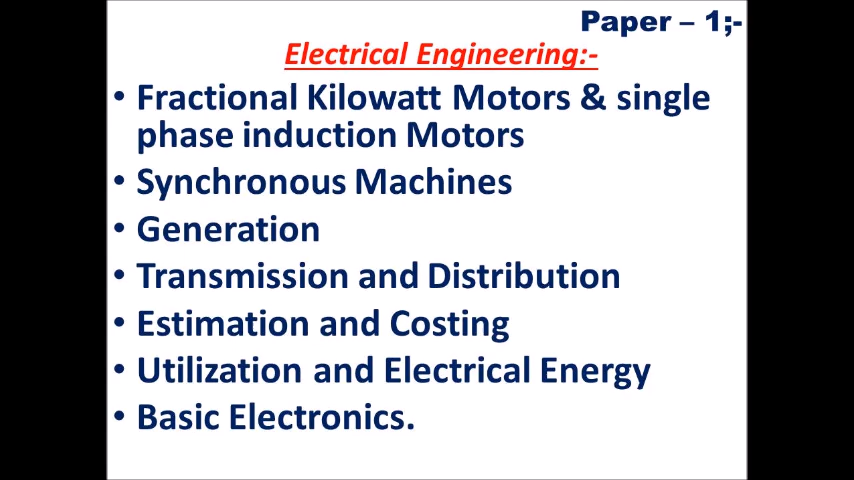 Paper – 1;-
Electrical Engineering:-
• Fractional Kilowatt Motors & single
phase induction Motors
• Synchronous Machines
• Generation
• Transmission and Distribution
• Estimation and Costing
• Utilization and Electrical Energy
• Basic Electronics.